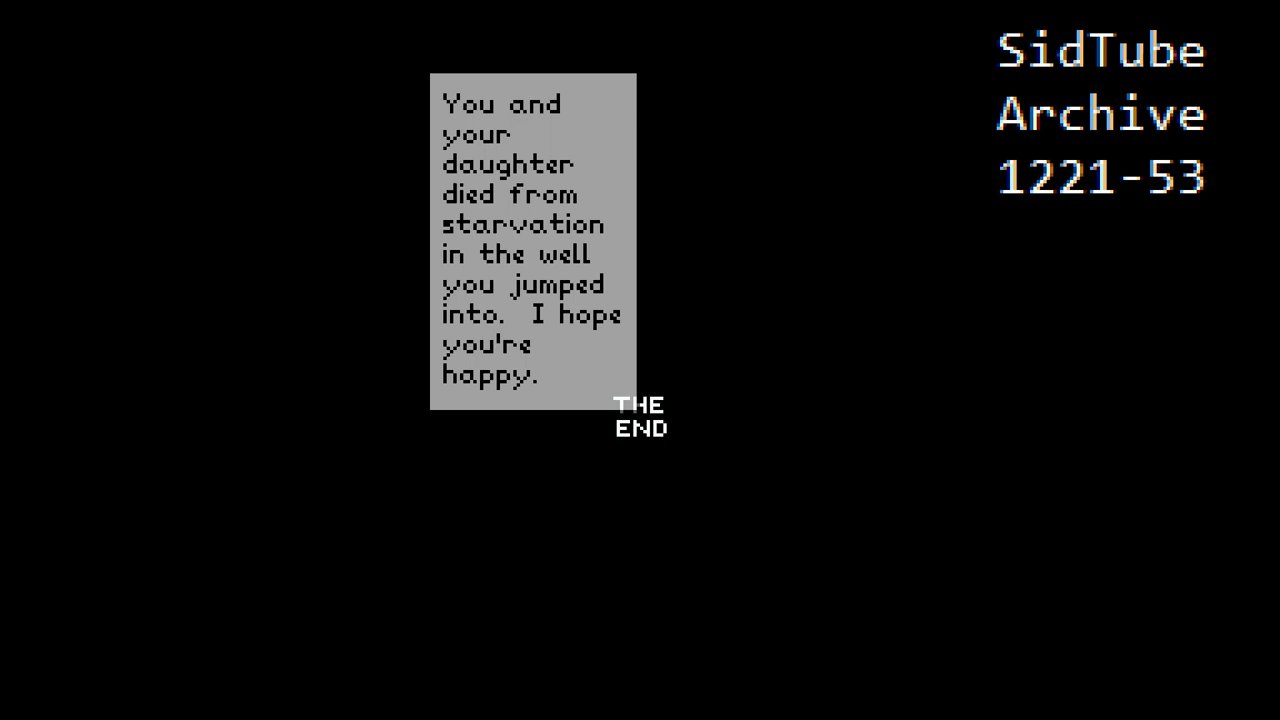 You and
your
daughter
died from
starvation
in the well
you jumped
into.  I hope
you're
happy.
THE
END
SidTube
Archive
1221-53